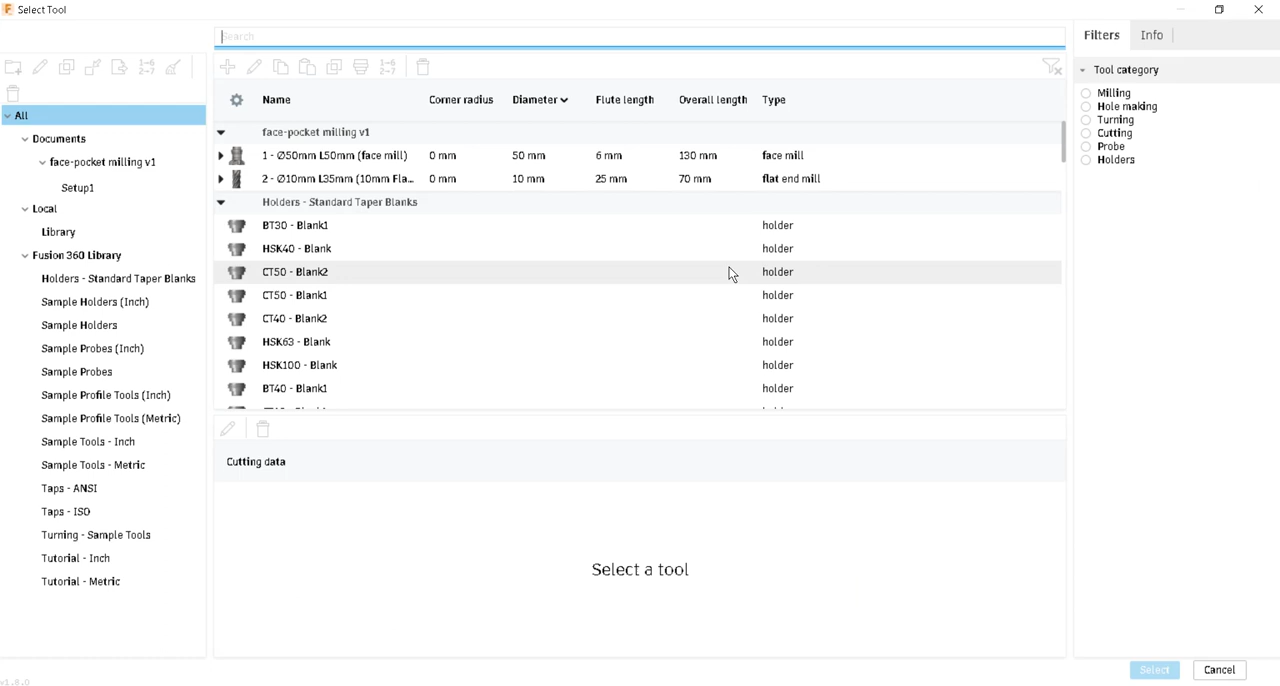 Select Tool
Search
Filters
Info
Name
Corner radius
Diameter
Flute length
Overall length
Type
Tool category
Milling
Hole making
Turning
Cutting
Probe
Holders
All
Documents
face-pocket milling v1
Setup1
Local
Library
Fusion 360 Library
Holders - Standard Taper Blanks
Sample Holders (Inch)
Sample Holders
Sample Probes (Inch)
Sample Probes
Sample Profile Tools (Inch)
Sample Profile Tools (Metric)
Sample Tools - Inch
Sample Tools - Metric
Taps - ANSI
Taps - ISO
Turning - Sample Tools
Tutorial - Inch
Tutorial - Metric
face-pocket milling v1
1 - Ø50mm L50mm (face mill) 0 mm 50 mm 6 mm 130 mm face mill
2 - Ø10mm L35mm (10mm Fla... 0 mm 10 mm 25 mm 70 mm flat end mill
Holders - Standard Taper Blanks
BT30 - Blank1 holder
HSK40 - Blank holder
CT50 - Blank2 holder
CT50 - Blank1 holder
CT40 - Blank2 holder
HSK63 - Blank holder
HSK100 - Blank holder
BT40 - Blank1 holder
Cutting data
Select a tool
Select
Cancel
v1.8.0